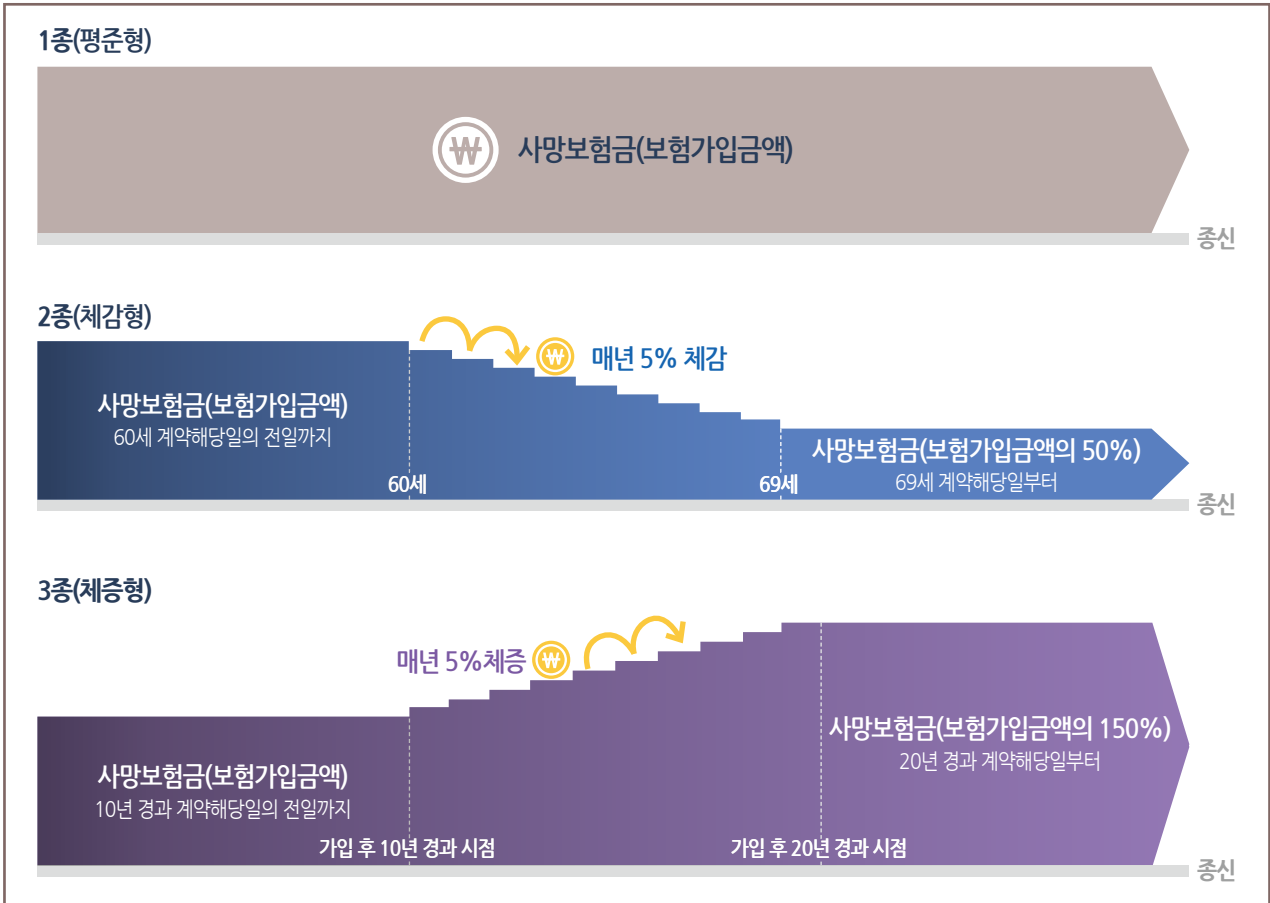 1종(평준형)
사망보험금(보험가입금액)
종신
2종(체감형)
매년 5% 체감
사망보험금(보험가입금액)
60세 계약해당일의 전일까지
사망보험금(보험가입금액의 50%)
69세 계약해당일부터
60세
69세
종신
3종(체증형)
매년 5%체증
사망보험금(보험가입금액의 150%)
20년 경과 계약해당일부터
사망보험금(보험가입금액)
10년 경과 계약해당일의 전일까지
가입 후 10년 경과 시점
가입 후 20년 경과 시점
종신